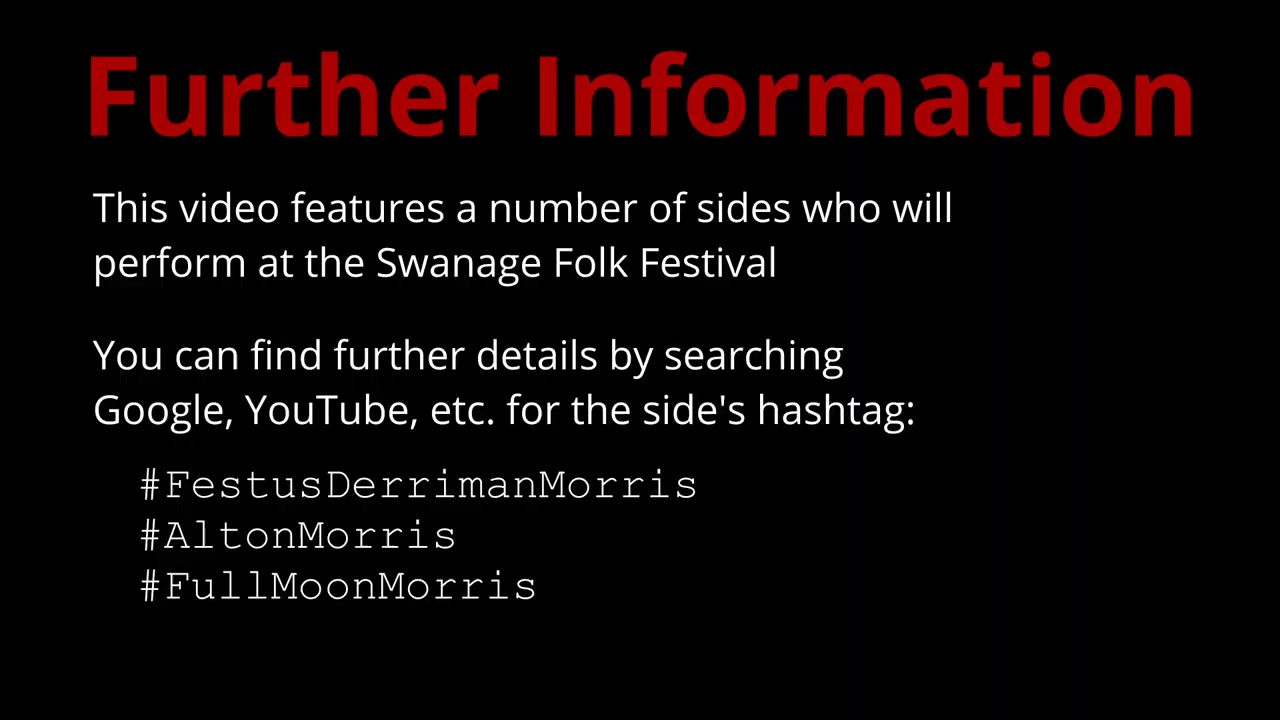 Further Information
This video features a number of sides who will
perform at the Swanage Folk Festival
You can find further details by searching
Google, YouTube, etc. for the side's hashtag:
#FestusDerrimanMorris
#AltonMorris
#FullMoonMorris